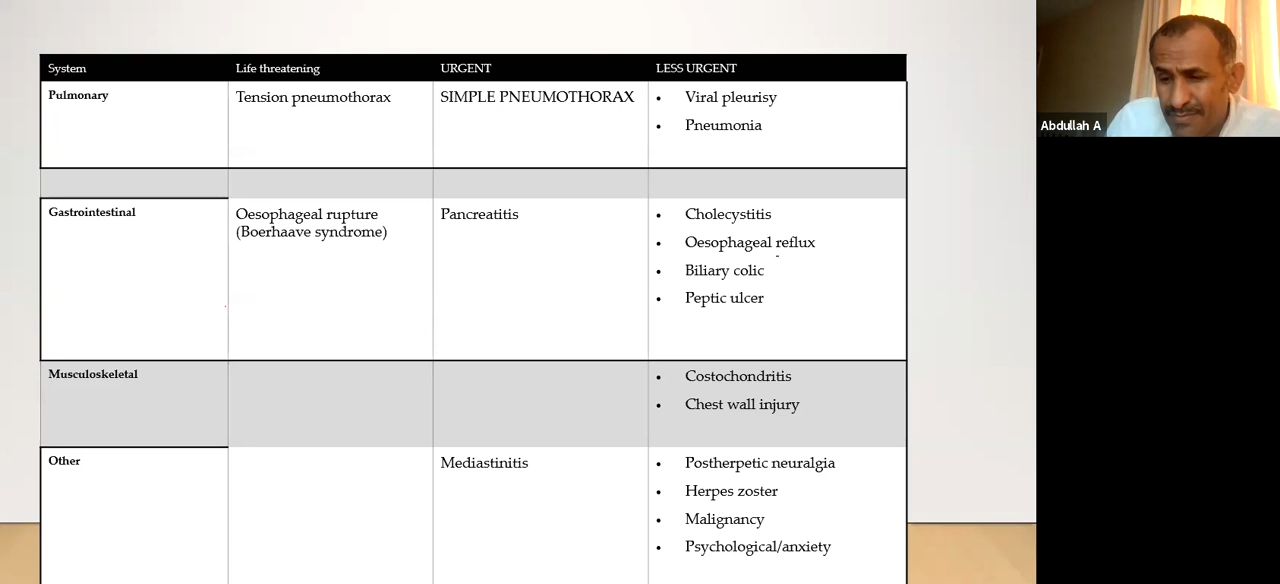 System Life threatening URGENT LESS URGENT
Pulmonary Tension pneumothorax SIMPLE PNEUMOTHORAX • Viral pleurisy
• Pneumonia
Gastrointestinal Oesophageal rupture Pancreatitis • Cholecystitis
(Boerhaave syndrome) • Oesophageal reflux
• Biliary colic
• Peptic ulcer
Musculoskeletal • Costochondritis
• Chest wall injury
Other Mediastinitis • Postherpetic neuralgia
• Herpes zoster
• Malignancy
• Psychological/anxiety
Abdullah A